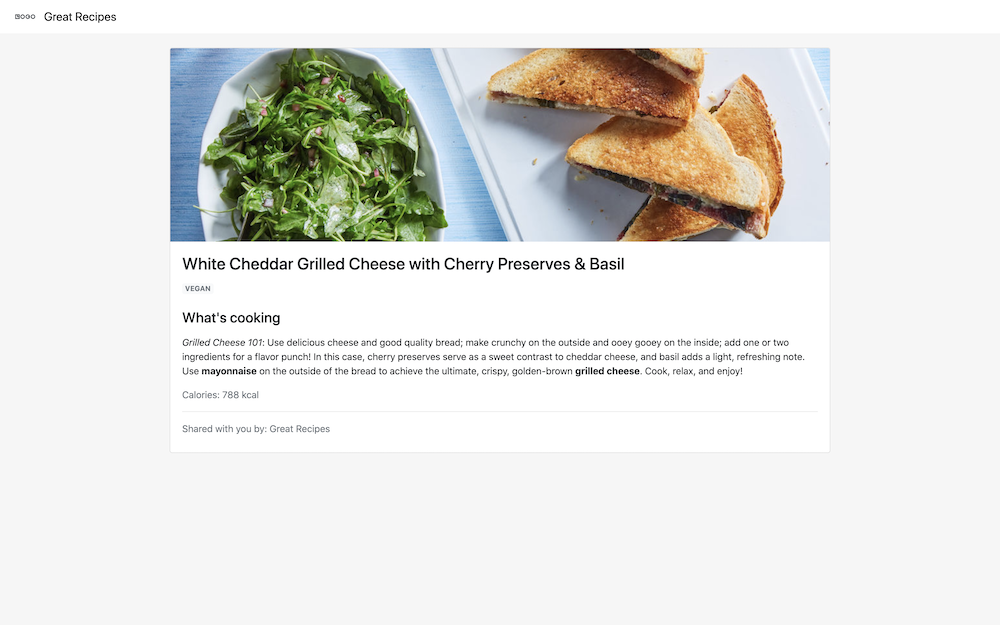 LOGO Great Recipes
White Cheddar Grilled Cheese with Cherry Preserves & Basil
VEGAN
What's cooking
Grilled Cheese 101: Use delicious cheese and good quality bread; make crunchy on the outside and ooey gooey on the inside; add one or two
ingredients for a flavor punch! In this case, cherry preserves serve as a sweet contrast to cheddar cheese, and basil adds a light, refreshing note.
Use mayonnaise on the outside of the bread to achieve the ultimate, crispy, golden-brown grilled cheese. Cook, relax, and enjoy!
Calories: 788 kcal
Shared with you by: Great Recipes